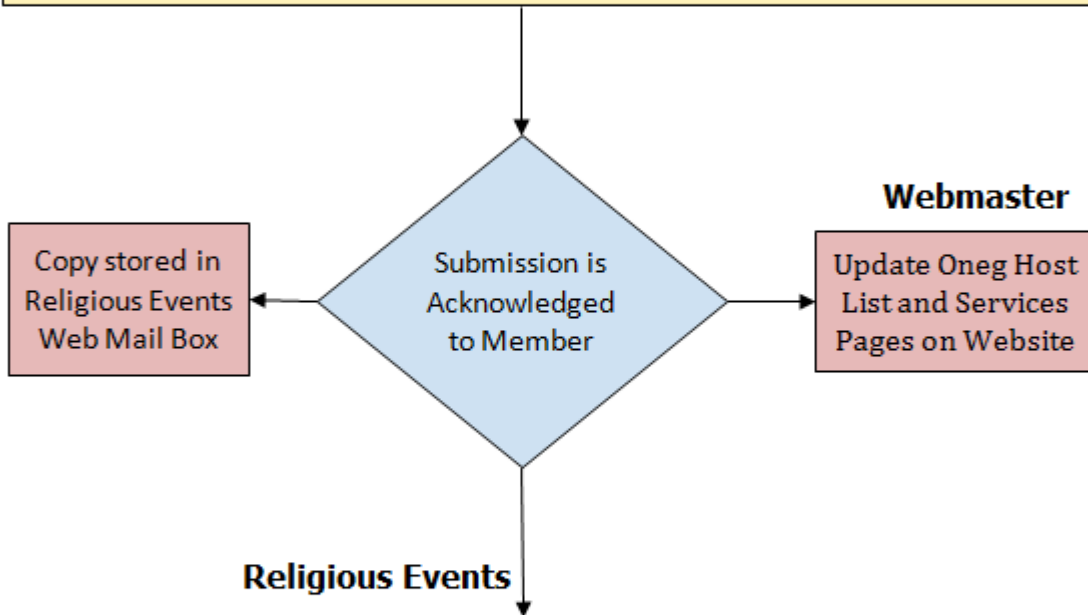 Webmaster
Copy stored in
Religious Events
Web Mail Box
Submission is
Acknowledged
to Member
Update Oneg Host
List and Services
Pages on Website
Religious Events